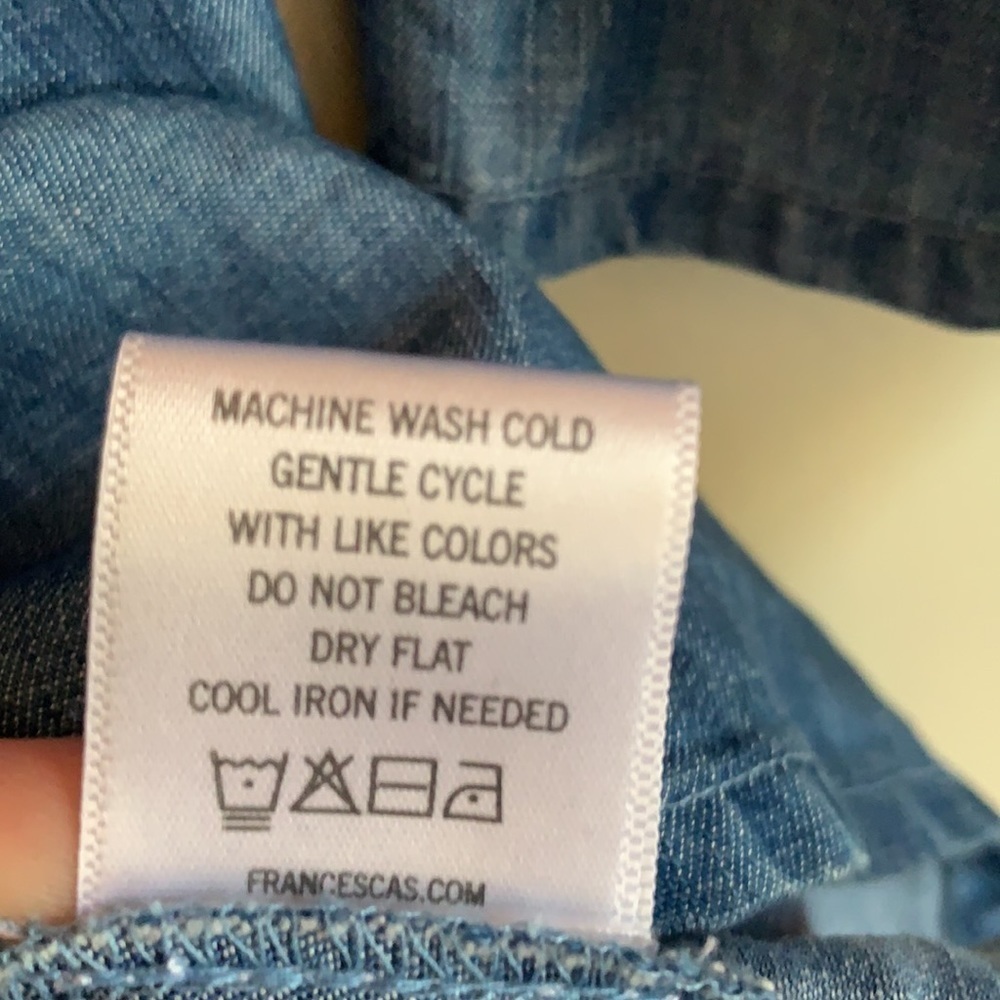 MACHINE WASH COLD
GENTLE CYCLE
WITH LIKE COLORS
DO NOT BLEACH
DRY FLAT
COOL IRON IF NEEDED
FRANCESCAS.COM